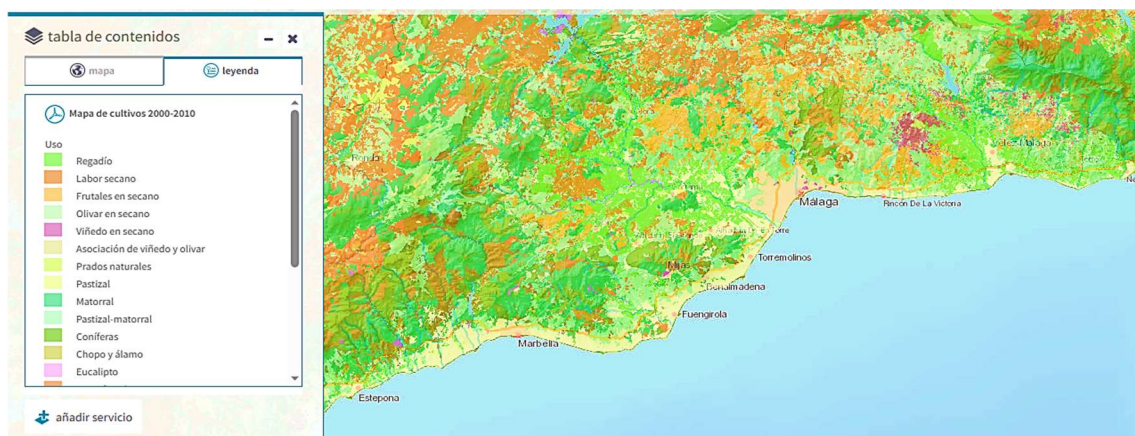 tabla de contenidos
mapa
leyenda
Mapa de cultivos 2000-2010
Uso
Regadío
Labor secano
Frutales en secano
Olivar en secano
Viñedo en secano
Asociación de viñedo y olivar
Prados naturales
Pastizal
Matorral
Pastizal-matorral
Coníferas
Chopo y álamo
Eucalipto
añadir servicio
Ronda
Vélez-Málaga
Málaga
Rincón De La Victoria
Torremolinos
Mijas
Benalmadena
Fuengirola
Marbella
Estepona